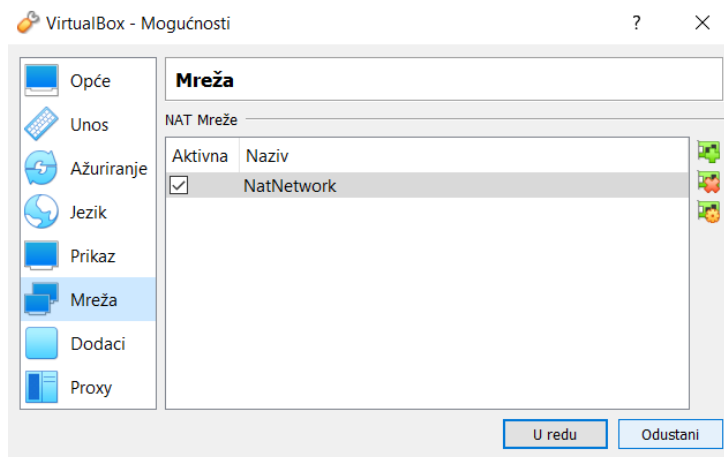 VirtualBox - Mogućnosti
?
Opće
Unos
Ažuriranje
Jezik
Prikaz
Mreža
Dodaci
Proxy
Mreža
NAT Mreže
Aktivna Naziv
NatNetwork
U redu Odustani